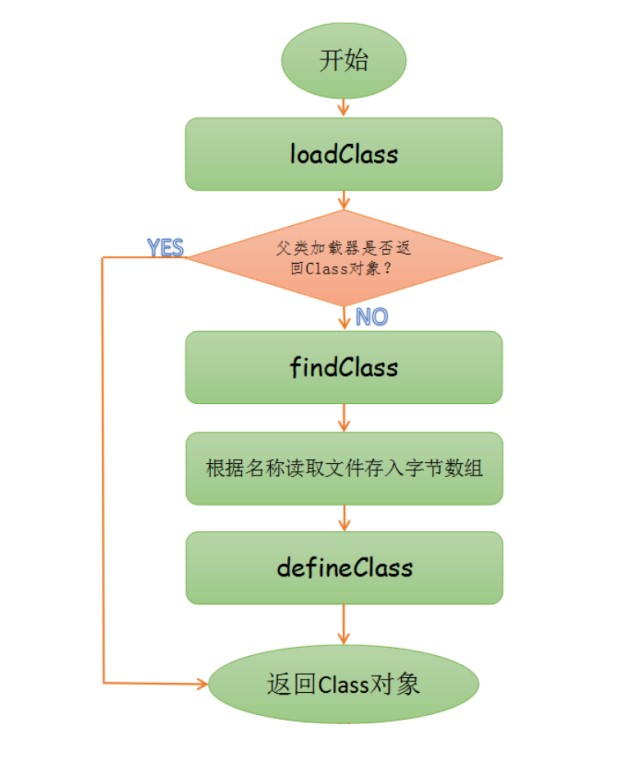 开始
loadClass
YES
父类加载器是否返
回Class对象？
NO
findClass
根据名称读取文件存入字节数组
defineClass
返回Class对象